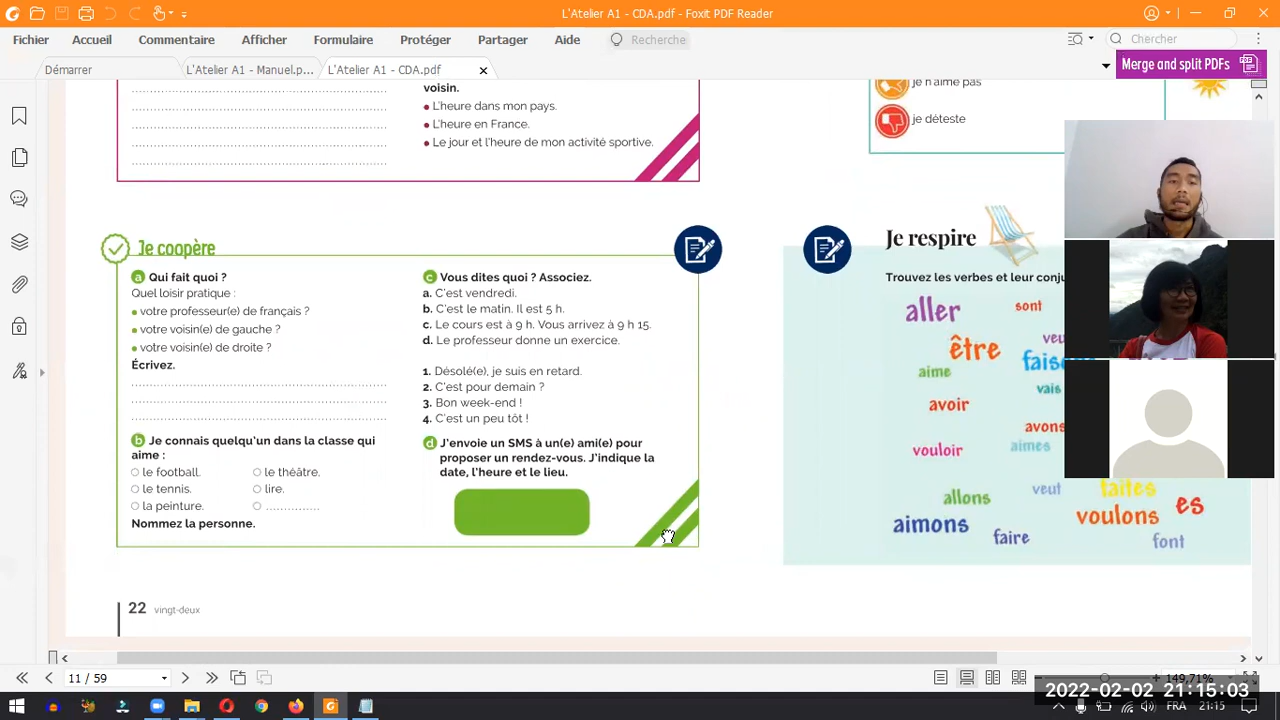 L'Atelier A1 - CDA.pdf - Foxit PDF Reader
Fichier Accueil Commentaire Afficher Formulaire Protéger Partager Aide Recherche Chercher
Démarrer L'Atelier A1 - Manuel.p... L'Atelier A1 - CDA.pdf Merge and split PDFs
voisin.
L'heure dans mon pays.
L'heure en France.
Le jour et l'heure de mon activité sportive.
je n'aime pas
je déteste
Je coopère
a Qui fait quoi ?
Quel loisir pratique :
votre professeur(e) de français ?
votre voisin(e) de gauche ?
votre voisin(e) de droite ?
Écrivez.
b Je connais quelqu'un dans la classe qui
aime :
le football. le théâtre.
le tennis. lire.
la peinture. ...............
Nommez la personne.
c Vous dites quoi ? Associez.
a. C'est vendredi.
b. C'est le matin. Il est 5 h.
c. Le cours est à 9 h. Vous arrivez à 9 h 15.
d. Le professeur donne un exercice.
1. Désolé(e), je suis en retard.
2. C'est pour demain ?
3. Bon week-end !
4. C'est un peu tôt !
d J'envoie un SMS à un(e) ami(e) pour
proposer un rendez-vous. J'indique la
date, l'heure et le lieu.
Je respire
Trouvez les verbes et leur
aller sont
être
aime
vais
avoir
avons
vouloir aimes
allons veut faites
aimons faire voulons es
font
22 vingt-deux
11 / 59 149,71%
2022-02-02 21:15:03
FRA 21:15